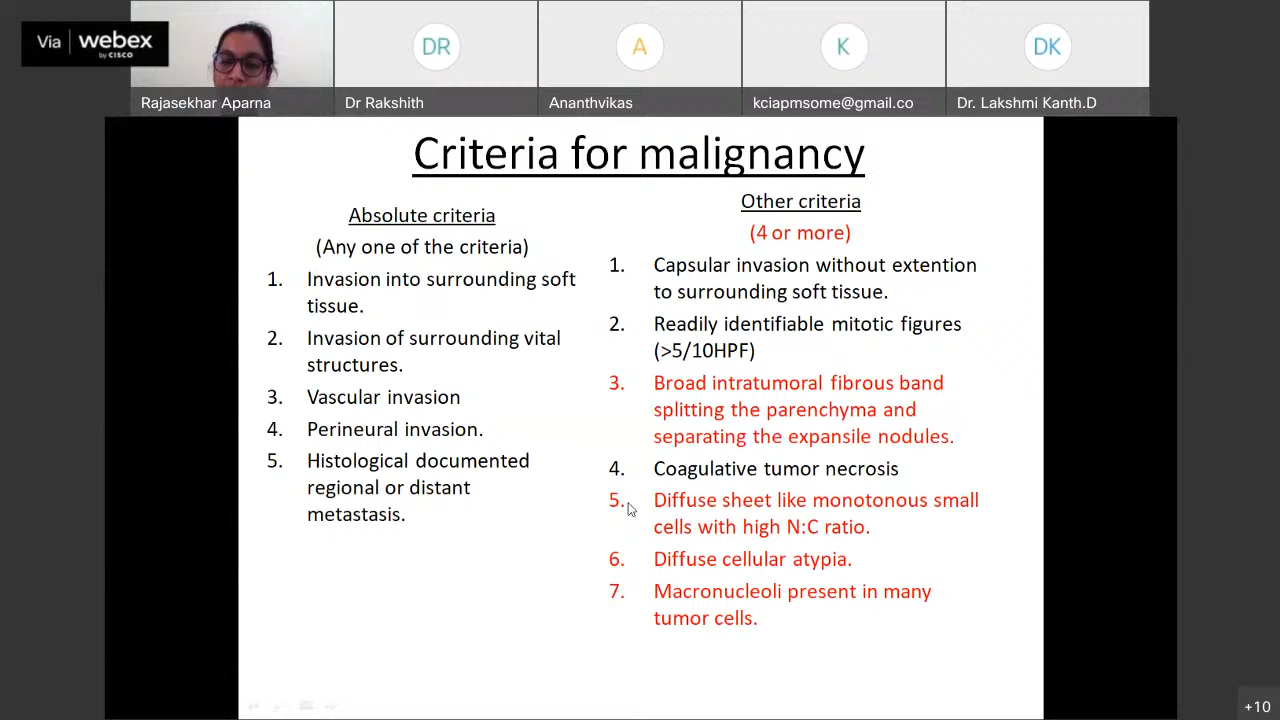 Via webex
by CISCO
DR
A
K
DK
Rajasekhar Aparna
Dr Rakshith
Ananthvikas
kciapmsome@gmail.co
Dr. Lakshmi Kanth.D
Criteria for malignancy
Absolute criteria
(Any one of the criteria)
1. Invasion into surrounding soft
tissue.
2. Invasion of surrounding vital
structures.
3. Vascular invasion
4. Perineural invasion.
5. Histological documented
regional or distant
metastasis.
Other criteria
(4 or more)
1. Capsular invasion without extention
to surrounding soft tissue.
2. Readily identifiable mitotic figures
(>5/10HPF)
3. Broad intratumoral fibrous band
splitting the parenchyma and
separating the expansile nodules.
4. Coagulative tumor necrosis
5. Diffuse sheet like monotonous small
cells with high N:C ratio.
6. Diffuse cellular atypia.
7. Macronucleoli present in many
tumor cells.
+10